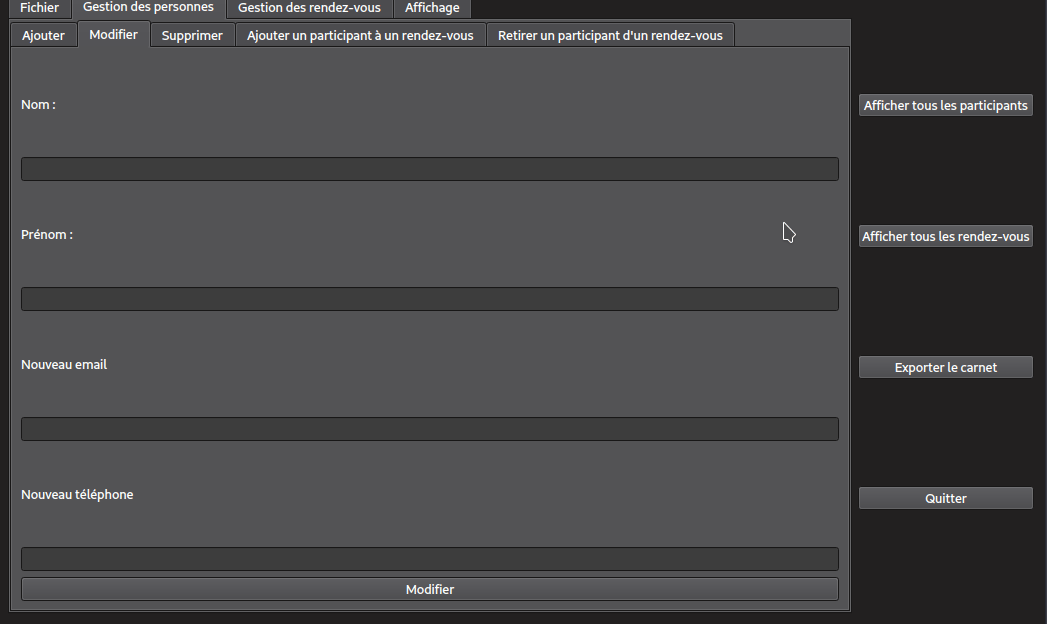 Fichier Gestion des personnes Gestion des rendez-vous Affichage
Ajouter Modifier Supprimer Ajouter un participant à un rendez-vous Retirer un participant d'un rendez-vous
Nom :
Afficher tous les participants
Prénom :
Afficher tous les rendez-vous
Nouveau email
Exporter le carnet
Nouveau téléphone
Quitter
Modifier